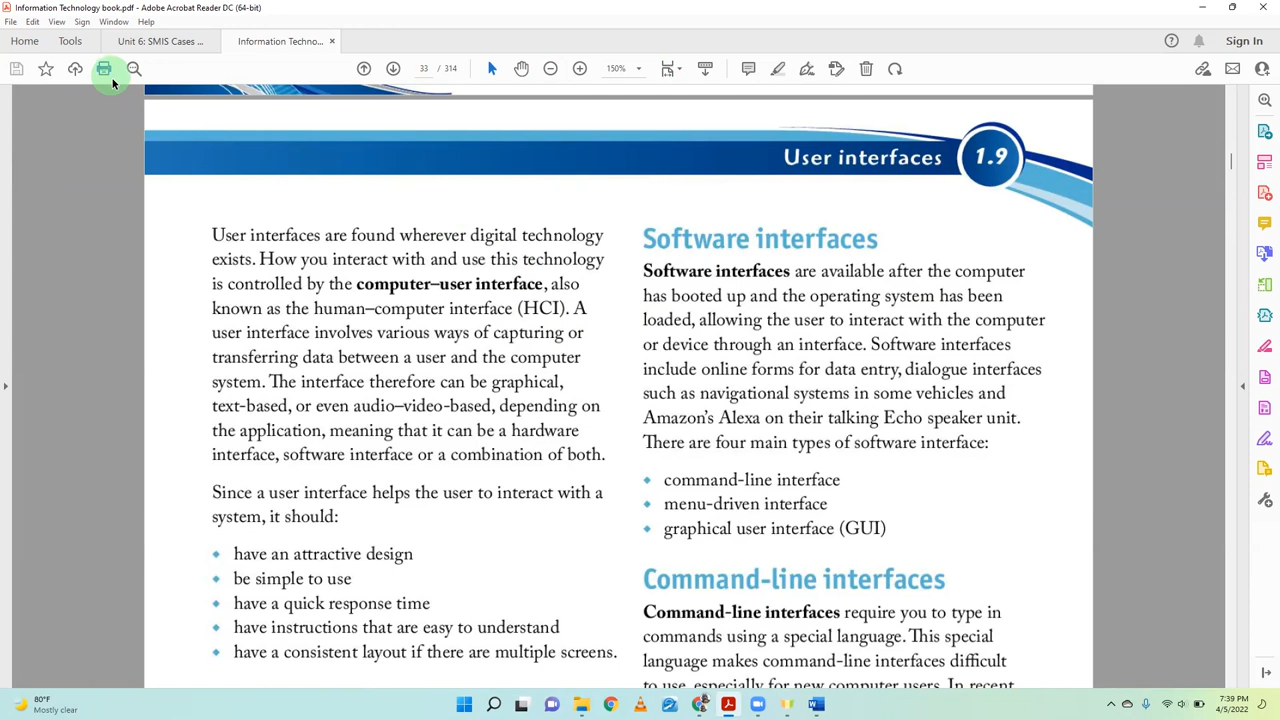 Information Technology book.pdf - Adobe Acrobat Reader DC (64-bit)
File Edit View Sign Window Help
Home Tools Unit 6: SMIS Cases ... Information Techno... × Sign In
33 / 314 150%
User interfaces 1.9
User interfaces are found wherever digital technology
exists. How you interact with and use this technology
is controlled by the computer–user interface, also
known as the human–computer interface (HCI). A
user interface involves various ways of capturing or
transferring data between a user and the computer
system. The interface therefore can be graphical,
text-based, or even audio–video-based, depending on
the application, meaning that it can be a hardware
interface, software interface or a combination of both.
Since a user interface helps the user to interact with a
system, it should:
have an attractive design
be simple to use
have a quick response time
have instructions that are easy to understand
have a consistent layout if there are multiple screens.
Software interfaces
Software interfaces are available after the computer
has booted up and the operating system has been
loaded, allowing the user to interact with the computer
or device through an interface. Software interfaces
include online forms for data entry, dialogue interfaces
such as navigational systems in some vehicles and
Amazon's Alexa on their talking Echo speaker unit.
There are four main types of software interface:
command-line interface
menu-driven interface
graphical user interface (GUI)
Command-line interfaces
Command-line interfaces require you to type in
commands using a special language. This special
language makes command-line interfaces difficult
to use, especially for new computer users. In recent
80°F
Mostly clear
7:39 PM
4/5/2022